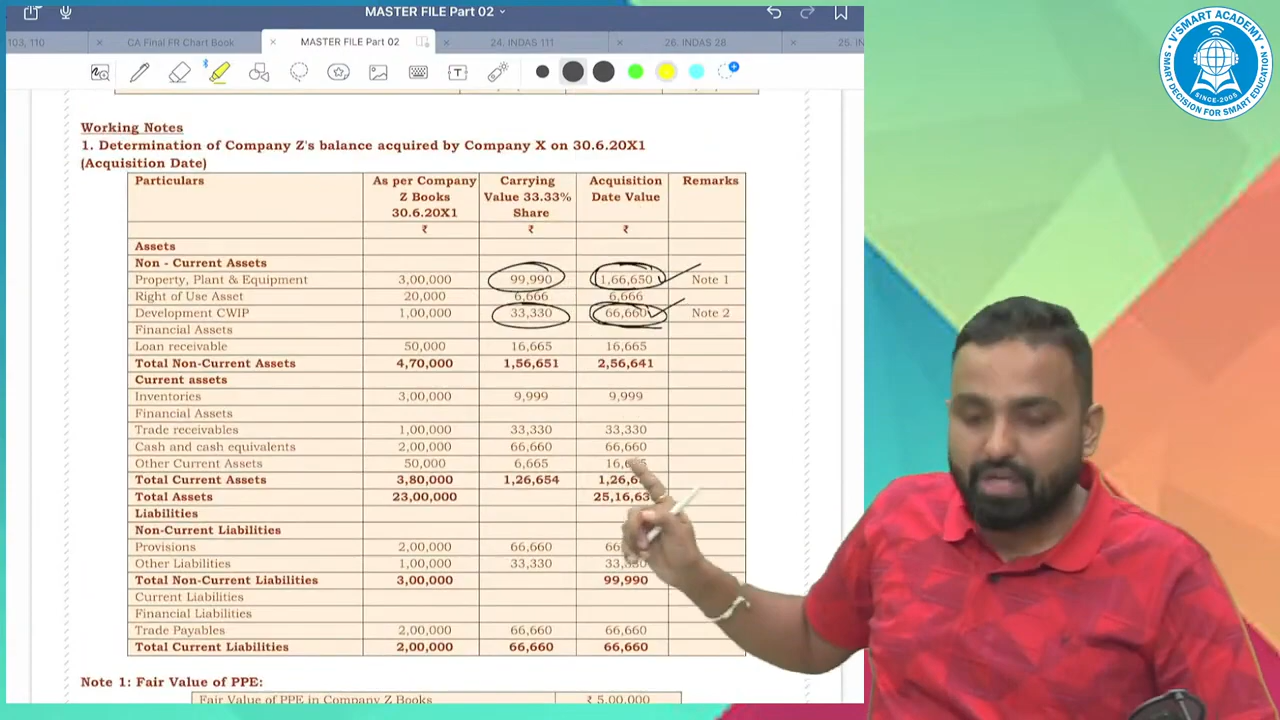 MASTER FILE Part 02
103, 110
CA Final FR Chart Book
MASTER FILE Part 02
24. INDAS 111
26. INDAS 28
25. IN
V'SMART ACADEMY
SMART DECISION FOR SMART EDUCATION
SINCE-2005
Working Notes
1. Determination of Company Z's balance acquired by Company X on 30.6.20X1
(Acquisition Date)
Particulars As per Company Z Books 30.6.20X1 Carrying Value 33.33% Share Acquisition Date Value Remarks
₹ ₹ ₹
Assets
Non - Current Assets
Property, Plant & Equipment 3,00,000 99,990 1,66,650 Note 1
Right of Use Asset 20,000 6,666 6,666
Development CWIP 1,00,000 33,330 66,660 Note 2
Financial Assets
Loan receivable 50,000 16,665 16,665
Total Non-Current Assets 4,70,000 1,56,651 2,56,641
Current assets
Inventories 3,00,000 9,999 9,999
Financial Assets
Trade receivables 1,00,000 33,330 33,330
Cash and cash equivalents 2,00,000 66,660 66,660
Other Current Assets 50,000 6,665
Total Current Assets 3,80,000 1,26,654
Total Assets 23,00,000
Liabilities
Non-Current Liabilities
Provisions 2,00,000 66,660
Other Liabilities 1,00,000 33,330
Total Non-Current Liabilities 3,00,000 99,990
Current Liabilities
Financial Liabilities
Trade Payables 2,00,000 66,660 66,660
Total Current Liabilities 2,00,000 66,660 66,660
Note 1: Fair Value of PPE:
Fair Value of PPE in Company Z Books ₹ 5,00,000